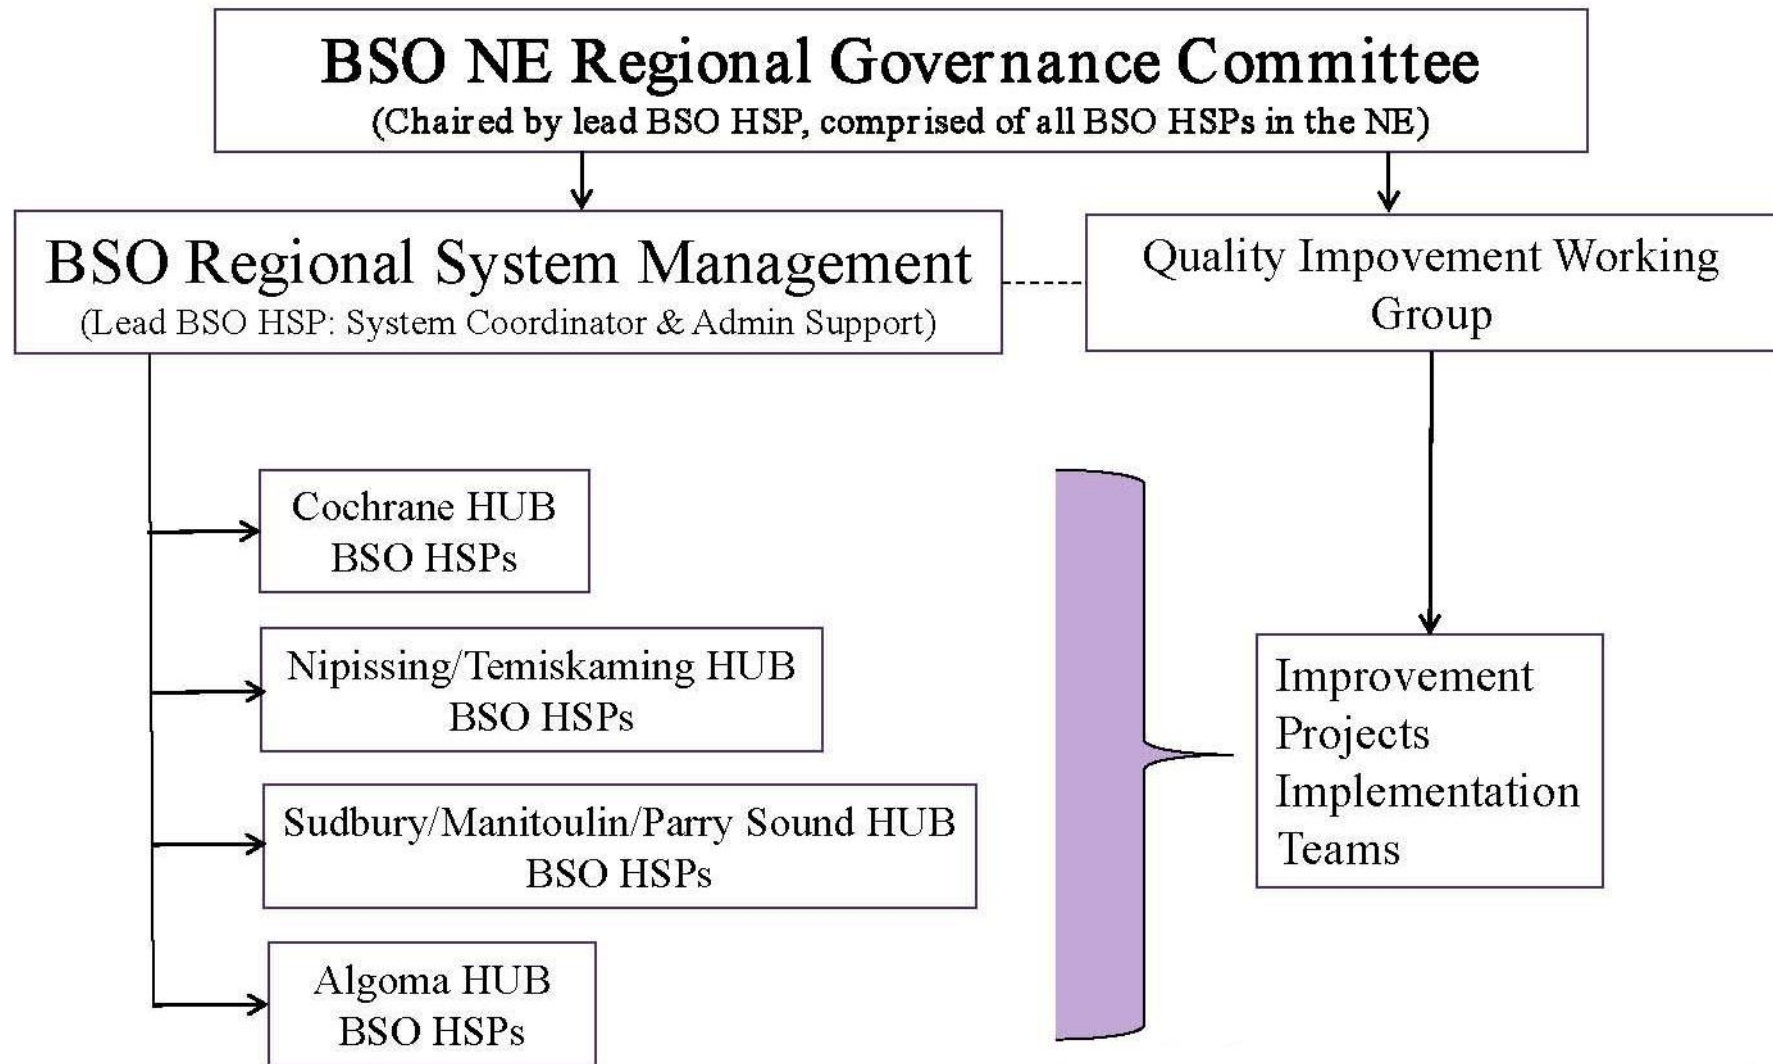 BSO NE Regional Governance Committee
(Chaired by lead BSO HSP, comprised of all BSO HSPs in the NE)
BSO Regional System Management
(Lead BSO HSP: System Coordinator & Admin Support)
Quality Impovement Working
Group
Cochrane HUB
BSO HSPs
Nipissing/Temiskaming HUB
BSO HSPs
Sudbury/Manitoulin/Parry Sound HUB
BSO HSPs
Algoma HUB
BSO HSPs
Improvement
Projects
Implementation
Teams